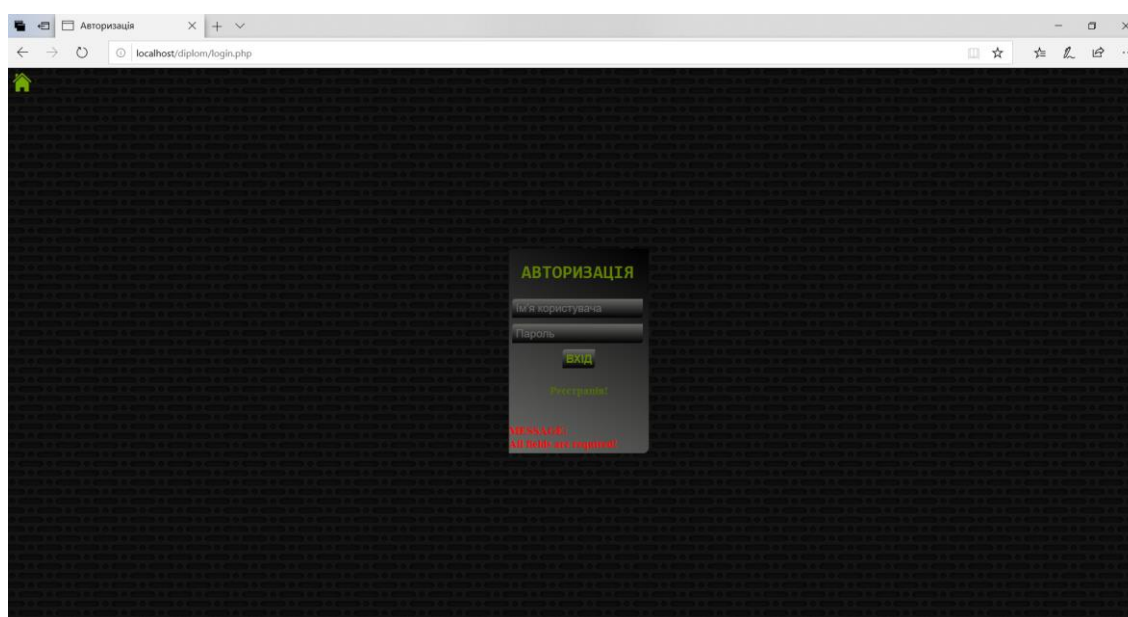 Авторизація
localhost/diplom/login.php
АВТОРИЗАЦІЯ
Ім'я користувача
Пароль
ВХІД
Реєстрація!
MESSAGE:
All fields are required!